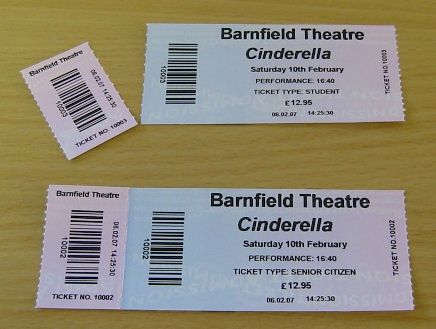 Barnfield Theatre
10003
06.02.07 14:25:30
TICKET NO. 10003
Barnfield Theatre
Cinderella
Saturday 10th February
PERFORMANCE: 16:40
TICKET TYPE: STUDENT
£12.95
06.02.07 14:25:30
10003
TICKET NO.10003
Barnfield Theatre
10002
06.02.07 14:25:30
TICKET NO. 10002
Barnfield Theatre
Cinderella
Saturday 10th February
PERFORMANCE: 16:40
TICKET TYPE: SENIOR CITIZEN
£12.95
06.02.07 14:25:30
10002
TICKET NO.10002